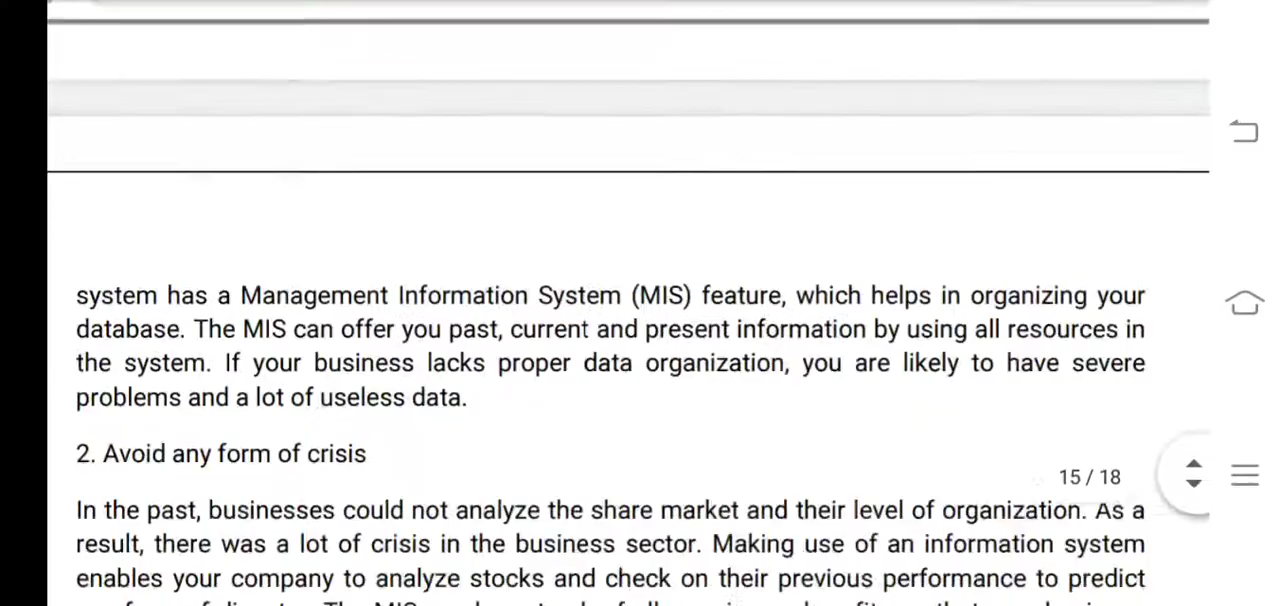 system has a Management Information System (MIS) feature, which helps in organizing your
database. The MIS can offer you past, current and present information by using all resources in
the system. If your business lacks proper data organization, you are likely to have severe
problems and a lot of useless data.
2. Avoid any form of crisis
15 / 18
In the past, businesses could not analyze the share market and their level of organization. As a
result, there was a lot of crisis in the business sector. Making use of an information system
enables your company to analyze stocks and check on their previous performance to predict